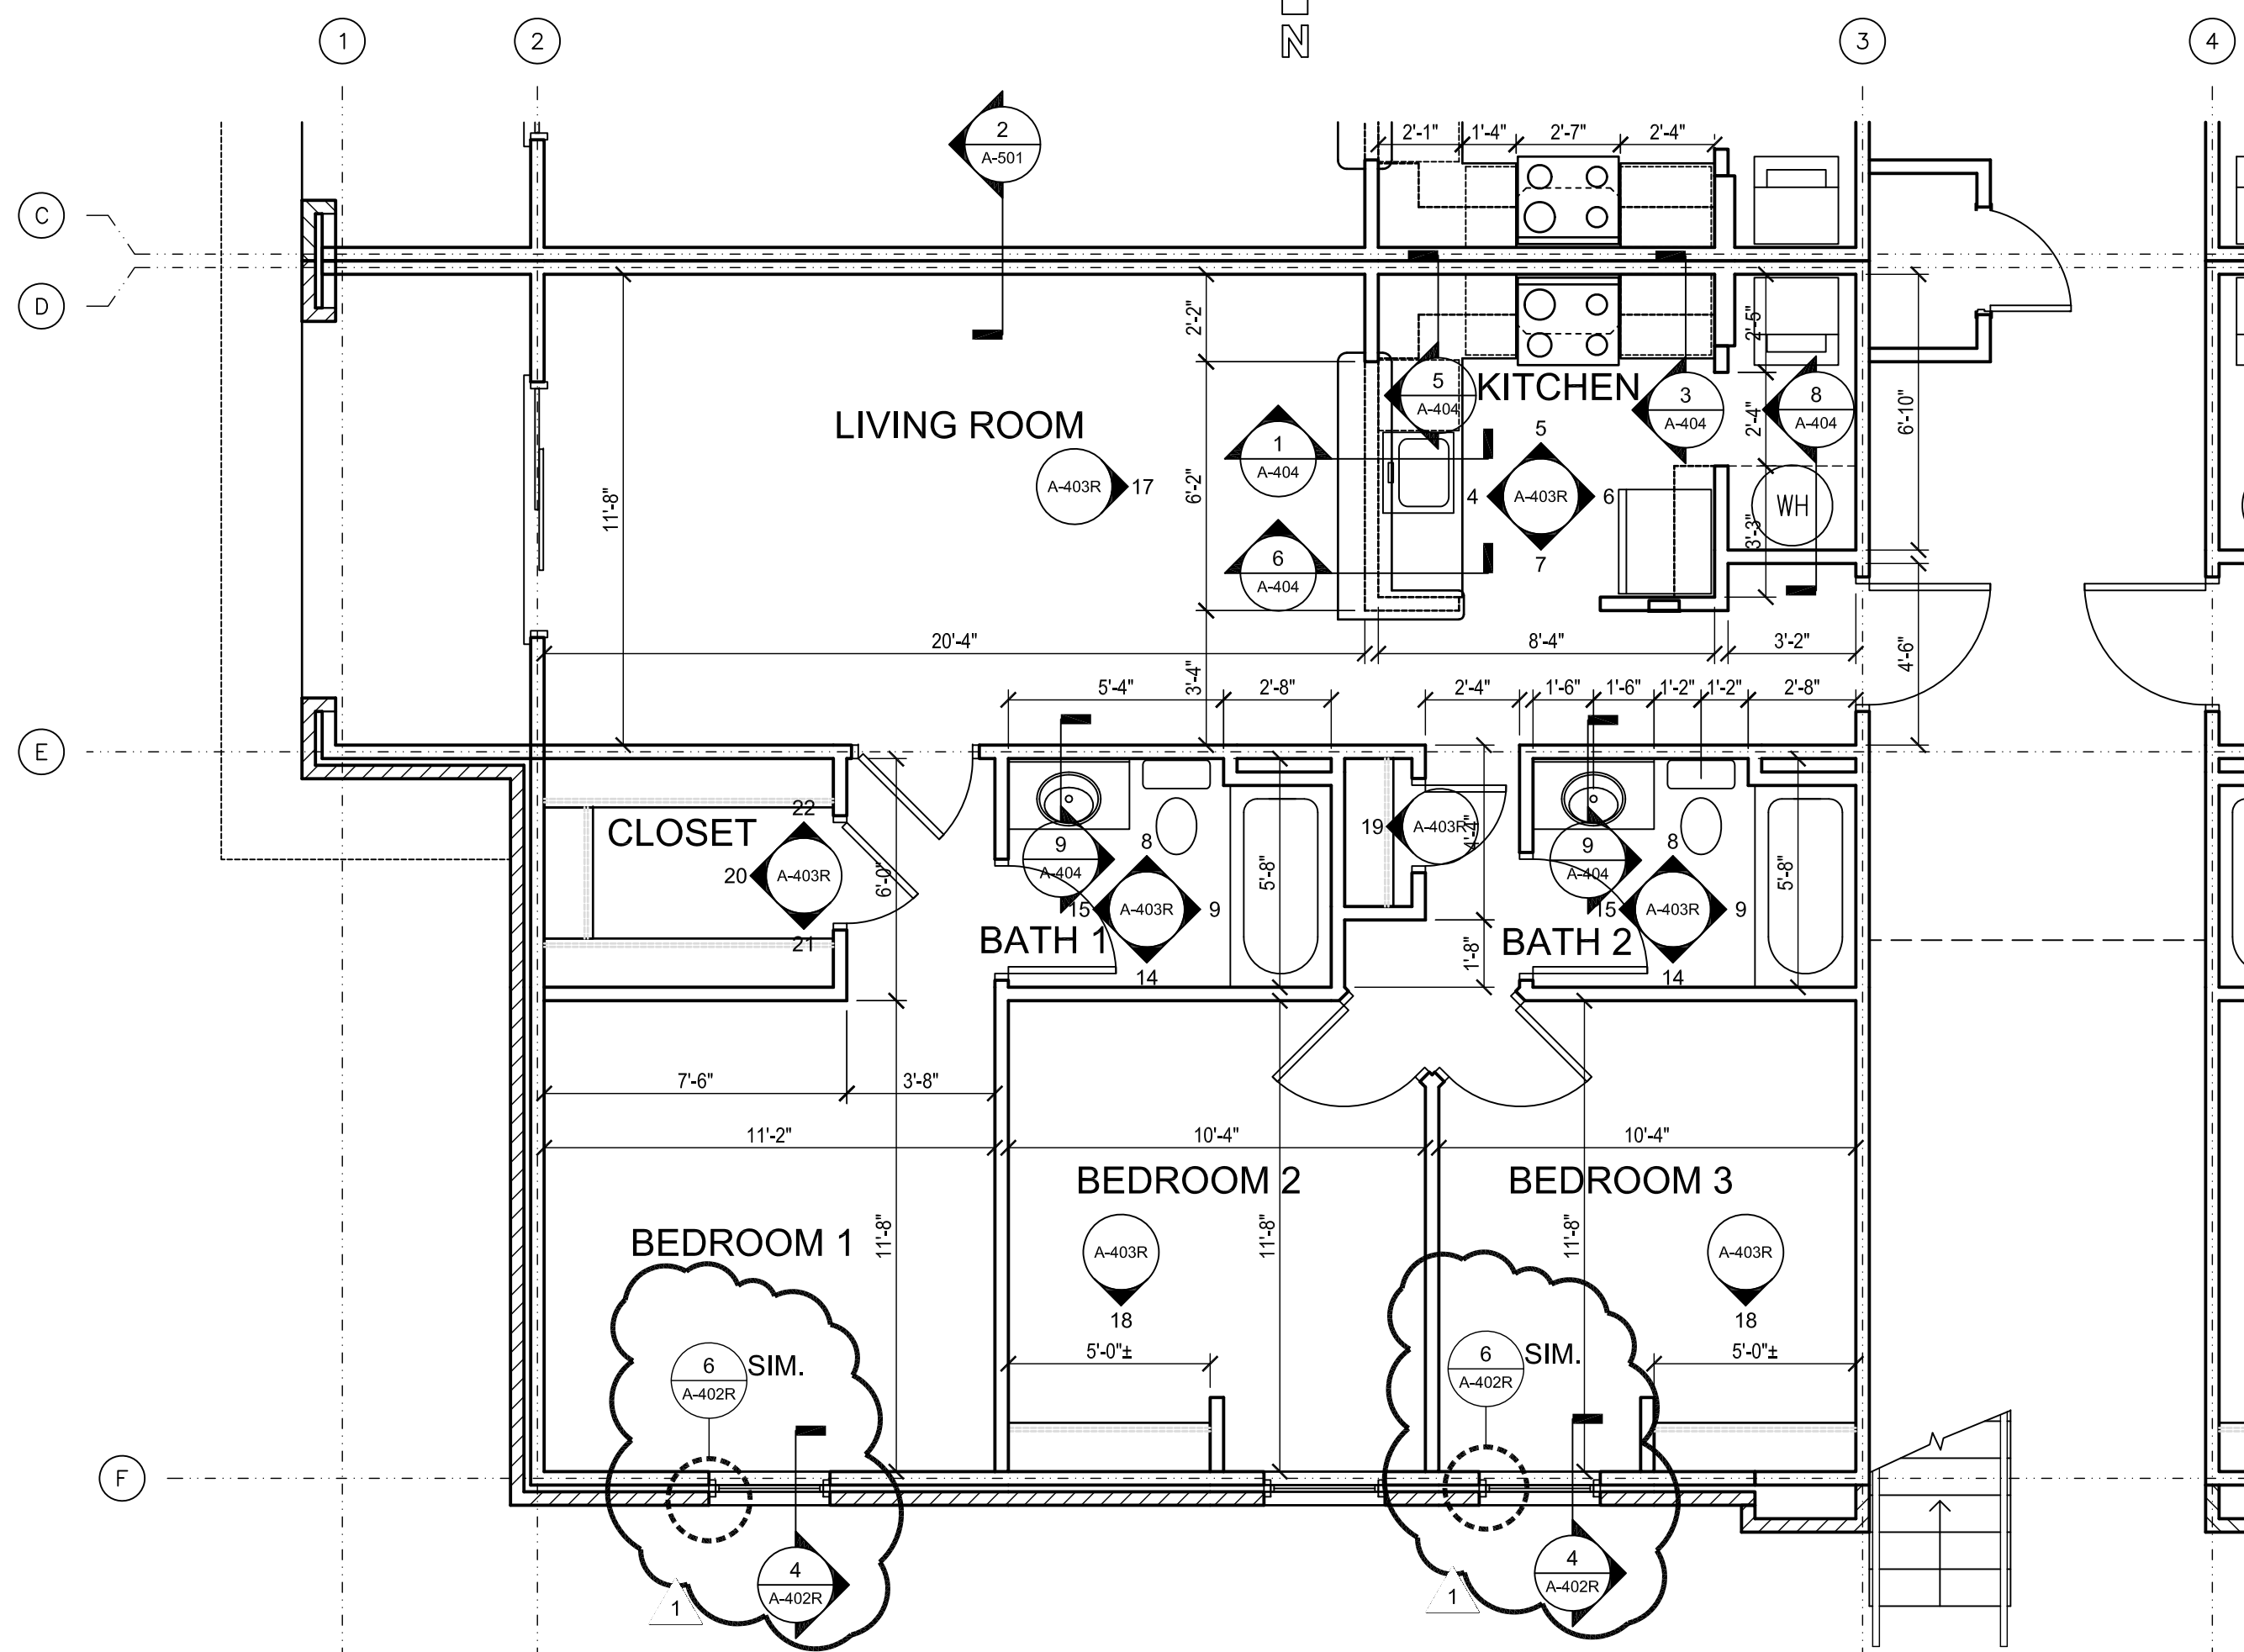 N
1
2
3
4
C
D
E
F
2
A-501
2'-1"
1'-4"
2'-7"
2'-4"
2'-2"
2'-5"
5
A-404
KITCHEN
3
A-404
8
A-404
LIVING ROOM
1
A-404
5
2'-4"
6'-10"
11'-8"
A-403R
17
6'-2"
4
A-403R
6
WH
6
A-404
7
3'-3"
20'-4"
8'-4"
3'-2"
3'-4"
4'-6"
5'-4"
2'-8"
2'-4"
1'-6"
1'-6"
1'-2"
1'-2"
2'-8"
22
CLOSET
20
A-403R
21
6'-0"
9
A-404
8
15
A-403R
9
14
BATH 1
5'-8"
19
A-403R
4'-4"
1'-8"
9
A-404
8
15
A-403R
9
14
BATH 2
5'-8"
7'-6"
3'-8"
11'-2"
10'-4"
10'-4"
BEDROOM 2
BEDROOM 3
BEDROOM 1
11'-8"
11'-8"
11'-8"
A-403R
18
A-403R
18
5'-0"±
5'-0"±
6
A-402R
SIM.
6
A-402R
SIM.
4
A-402R
1
4
A-402R
1